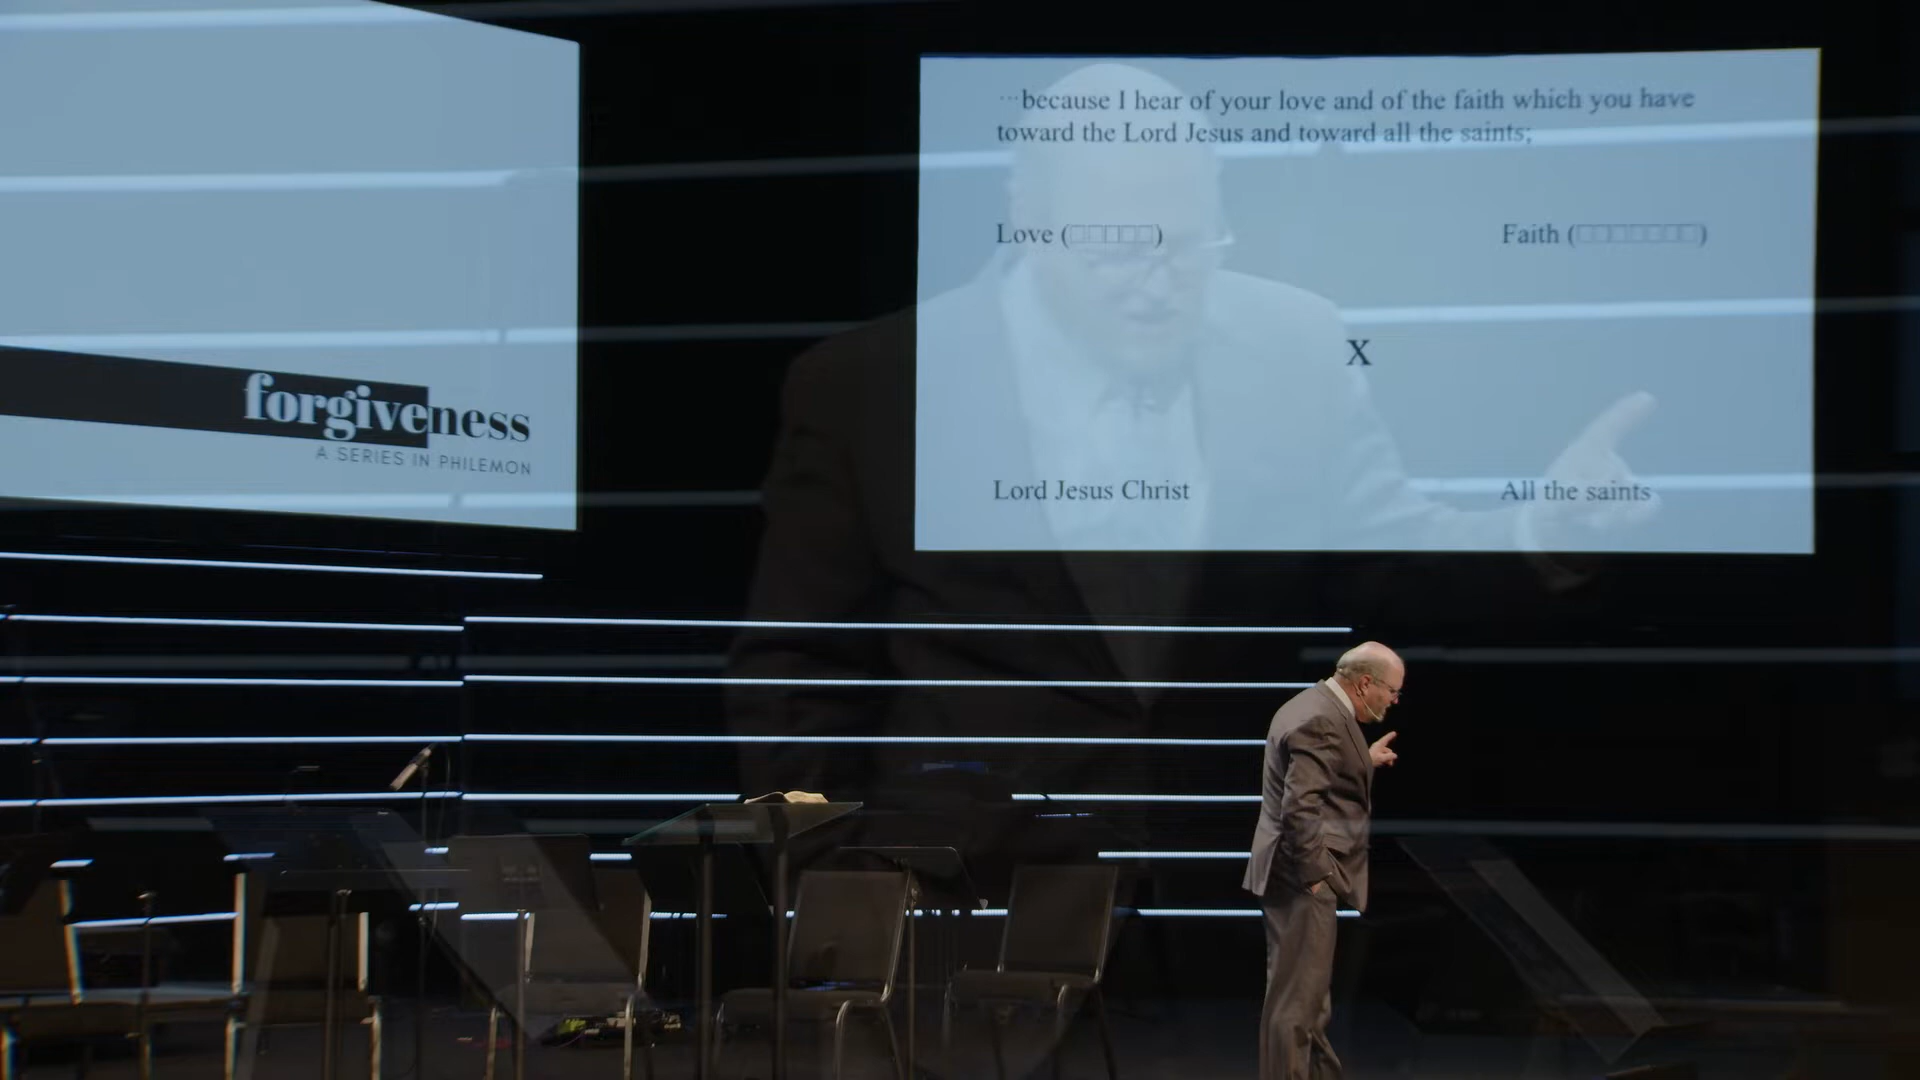 forgiveness
A SERIES IN PHILEMON
...because I hear of your love and of the faith which you have
toward the Lord Jesus and toward all the saints;
Love (□□□□□)
Faith (□□□□□□□)
X
Lord Jesus Christ
All the saints